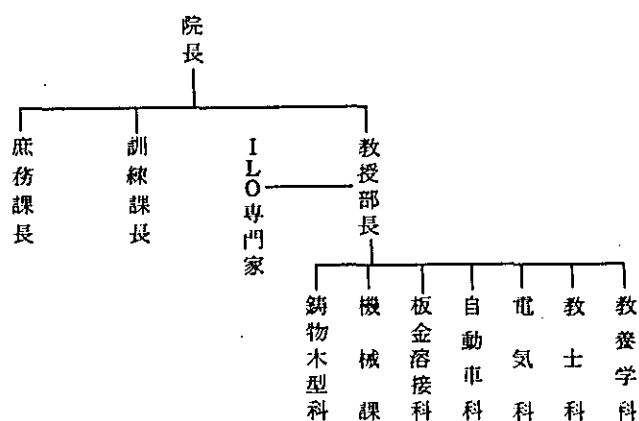 院長
庶務課長
訓練課長
ILO専門家
教授部長
鋳物木型科
機械課
板金溶接科
自動車科
電気科
教士科
教養学科